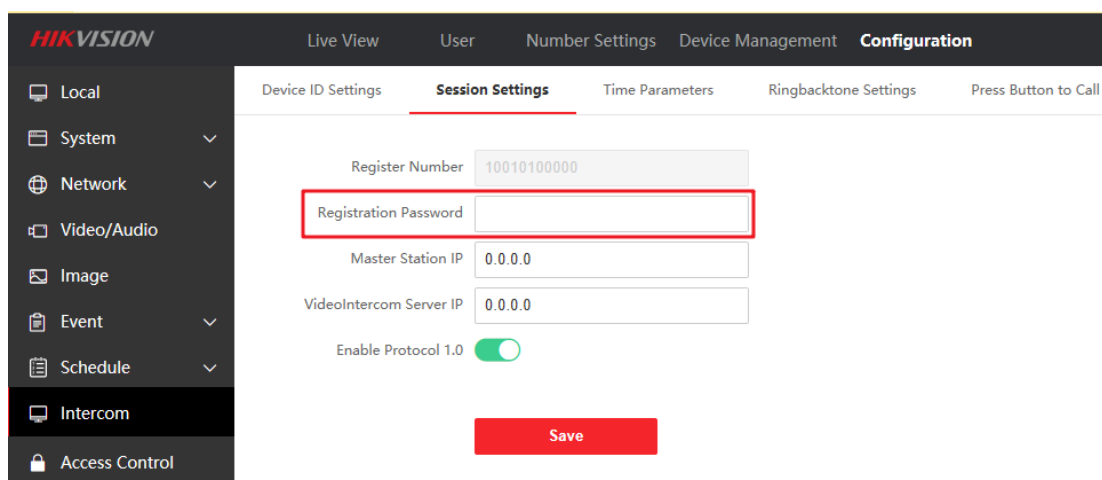 HIKVISION Live View User Number Settings Device Management Configuration
Local
System
Network
Video/Audio
Image
Event
Schedule
Intercom
Access Control
Device ID Settings Session Settings Time Parameters Ringbacktone Settings Press Button to Call
Register Number 10010100000
Registration Password
Master Station IP 0.0.0.0
VideoIntercom Server IP 0.0.0.0
Enable Protocol 1.0
Save